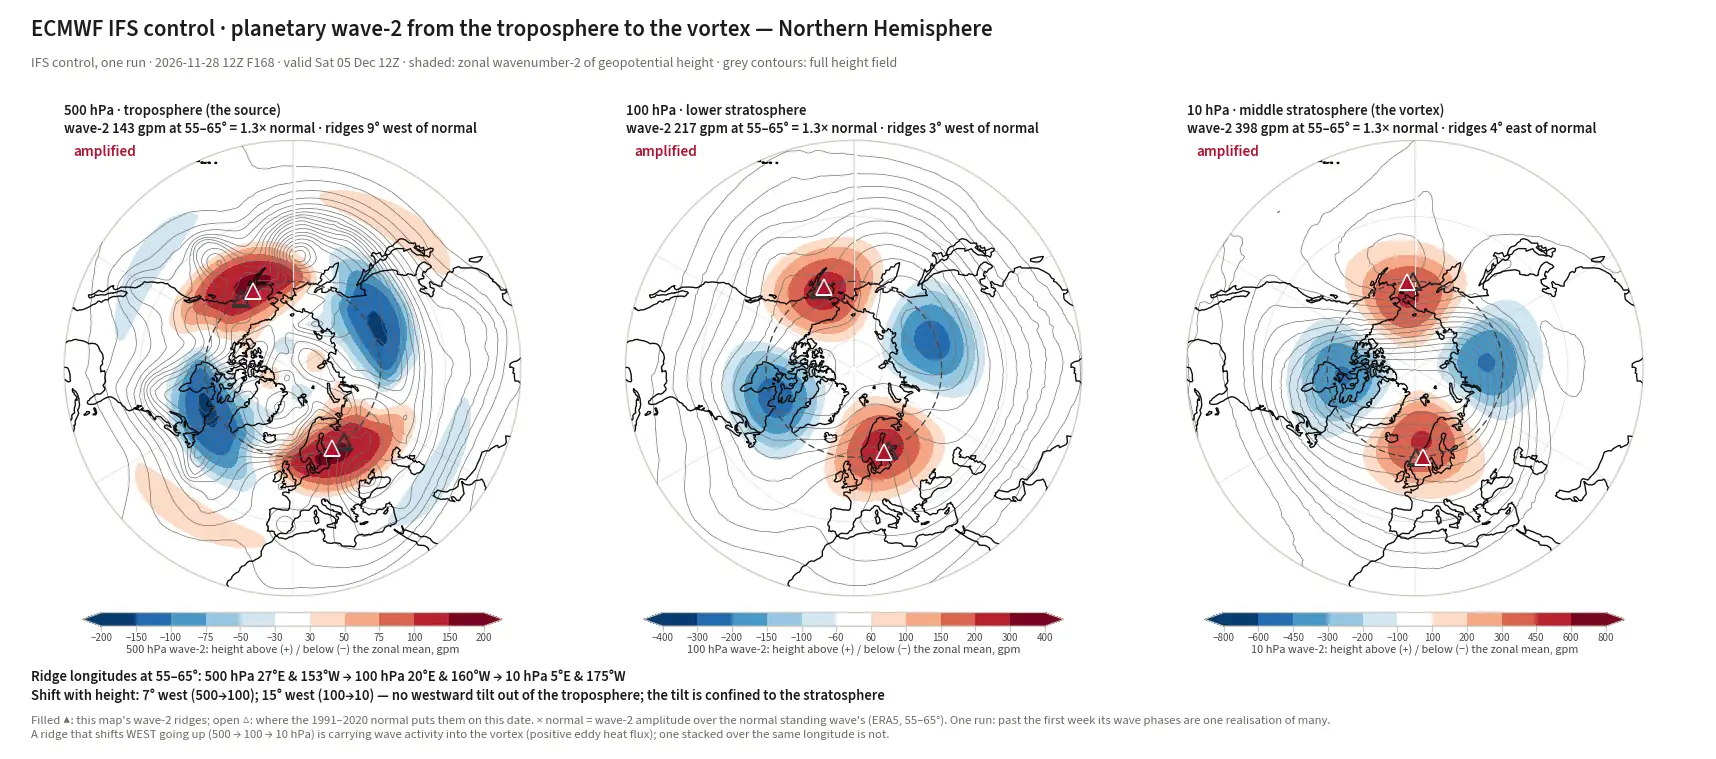 ECMWF IFS control · planetary wave-2 from the troposphere to the vortex — Northern Hemisphere
IFS control, one run · 2026-11-28 12Z F168 · valid Sat 05 Dec 12Z · shaded: zonal wavenumber-2 of geopotential height · grey contours: full height field
500 hPa · troposphere (the source)
wave-2 143 gpm at 55–65° = 1.3× normal · ridges 9° west of normal
amplified
100 hPa · lower stratosphere
wave-2 217 gpm at 55–65° = 1.3× normal · ridges 3° west of normal
amplified
10 hPa · middle stratosphere (the vortex)
wave-2 398 gpm at 55–65° = 1.3× normal · ridges 4° east of normal
amplified
−200 −150 −100 −75 −50 −30 30 50 75 100 150 200
500 hPa wave-2: height above (+) / below (−) the zonal mean, gpm
−400 −300 −200 −150 −100 −60 60 100 150 200 300 400
100 hPa wave-2: height above (+) / below (−) the zonal mean, gpm
−800 −600 −450 −300 −200 −100 100 200 300 450 600 800
10 hPa wave-2: height above (+) / below (−) the zonal mean, gpm
Ridge longitudes at 55–65°: 500 hPa 27°E & 153°W → 100 hPa 20°E & 160°W → 10 hPa 5°E & 175°W
Shift with height: 7° west (500→100); 15° west (100→10) — no westward tilt out of the troposphere; the tilt is confined to the stratosphere
Filled ▲: this map's wave-2 ridges; open △: where the 1991–2020 normal puts them on this date. × normal = wave-2 amplitude over the normal standing wave's (ERA5, 55–65°). One run: past the first week its wave phases are one realisation of many.
A ridge that shifts WEST going up (500 → 100 → 10 hPa) is carrying wave activity into the vortex (positive eddy heat flux); one stacked over the same longitude is not.